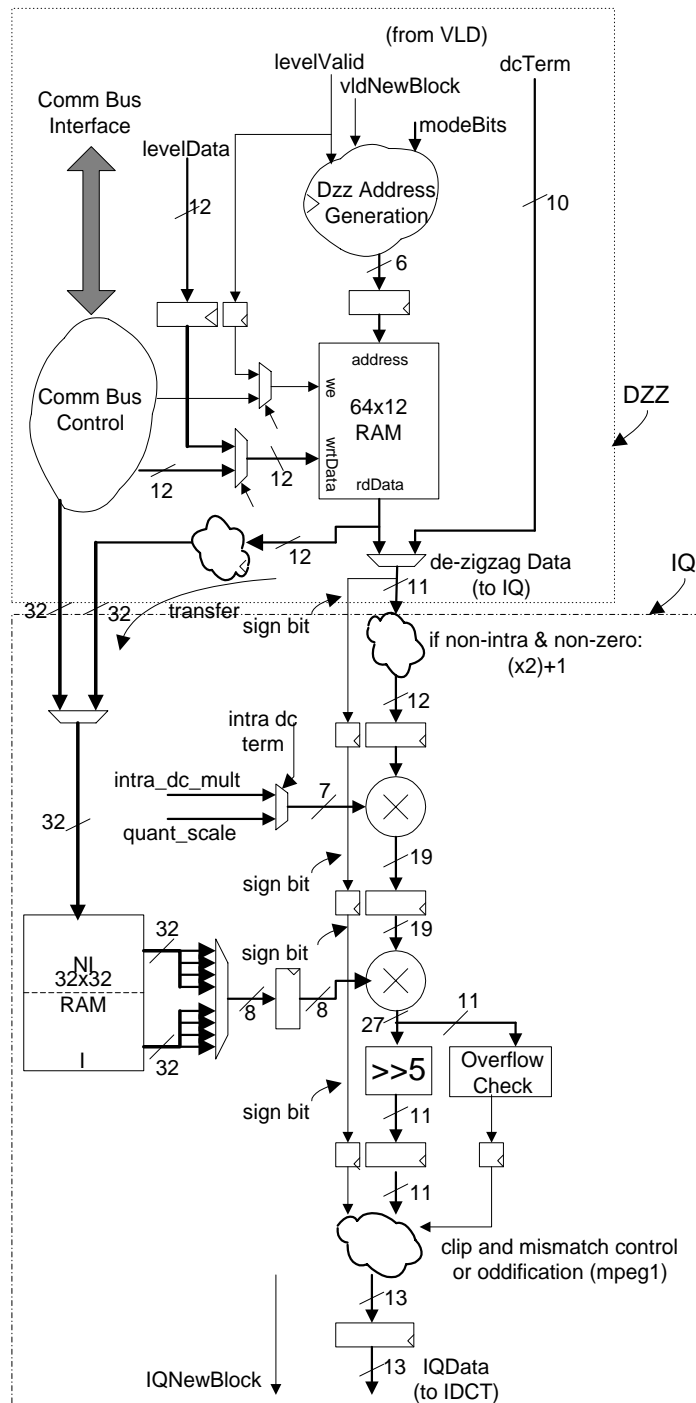 (from VLD)
levelValid
dcTerm
vldNewBlock
Comm Bus
Interface
modeBits
levelData
Dzz Address
Generation
12
10
6
address
Comm Bus
Control
we
64x12
RAM
DZZ
wrtData
12
12
rdData
12
de-zigzag Data
(to IQ)
IQ
11
32
32
transfer
sign bit
if non-intra & non-zero:
(x2)+1
12
intra dc
term
intra_dc_mult
7
32
quant_scale
19
sign bit
32
sign bit
19
NI
32x32
RAM
8
8
27
11
I
32
>>5
Overflow
Check
sign bit
11
11
clip and mismatch control
or oddification (mpeg1)
13
IQNewBlock
13
IQData
(to IDCT)